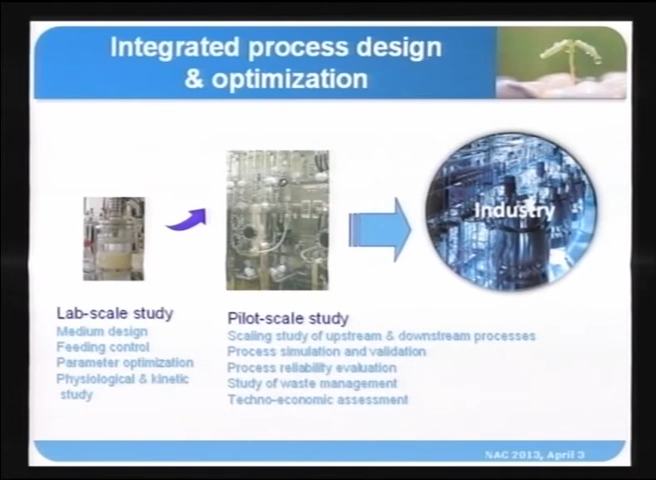 Integrated process design
& optimization
Industry
Lab-scale study
Medium design
Feeding control
Parameter optimization
Physiological & kinetic
study
Pilot-scale study
Scaling study of upstream & downstream processes
Process simulation and validation
Process reliability evaluation
Study of waste management
Techno-economic assessment
NAC 2013, April 3